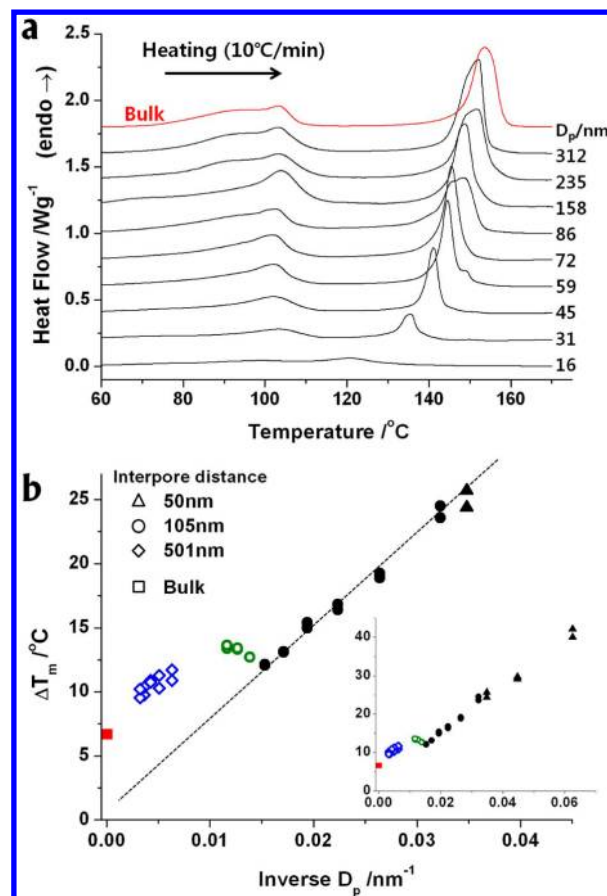 a
Heating (10℃/min)
Bulk
Dp/nm
312
235
158
86
72
59
45
31
16
2.5
2.0
1.5
1.0
0.5
0.0
Heat Flow /Wg-1 (endo →)
60 80 100 120 140 160
Temperature /oC
b
Interpore distance
50nm
105nm
501nm
Bulk
25
20
15
10
5
0
ΔTm /oC
40
30
20
10
0
0.00 0.02 0.04 0.06
0.00 0.01 0.02 0.03 0.04
Inverse Dp /nm-1